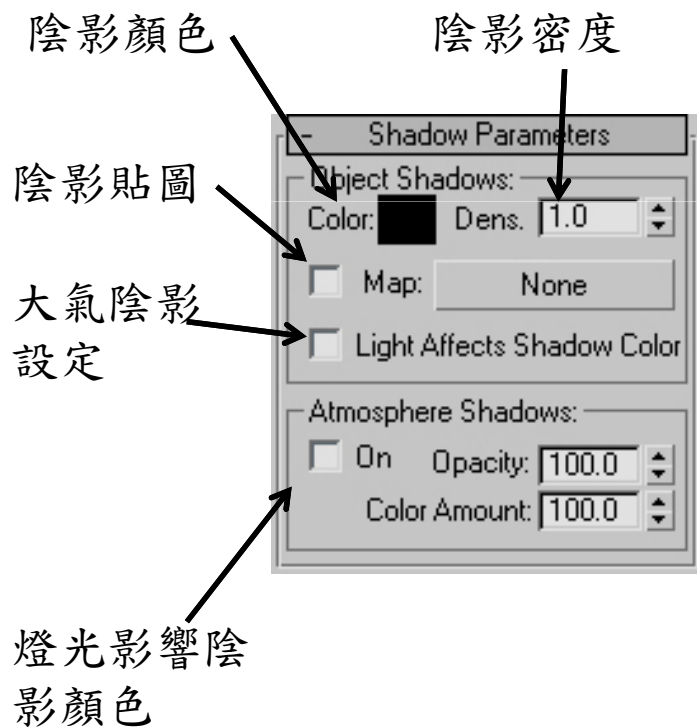 陰影顏色
陰影密度
Shadow Parameters
Object Shadows:
陰影貼圖
Color:
Dens.
1.0
Map:
None
大氣陰影
設定
Light Affects Shadow Color
Atmosphere Shadows:
On
Opacity:
100.0
Color Amount:
100.0
燈光影響陰
影顏色